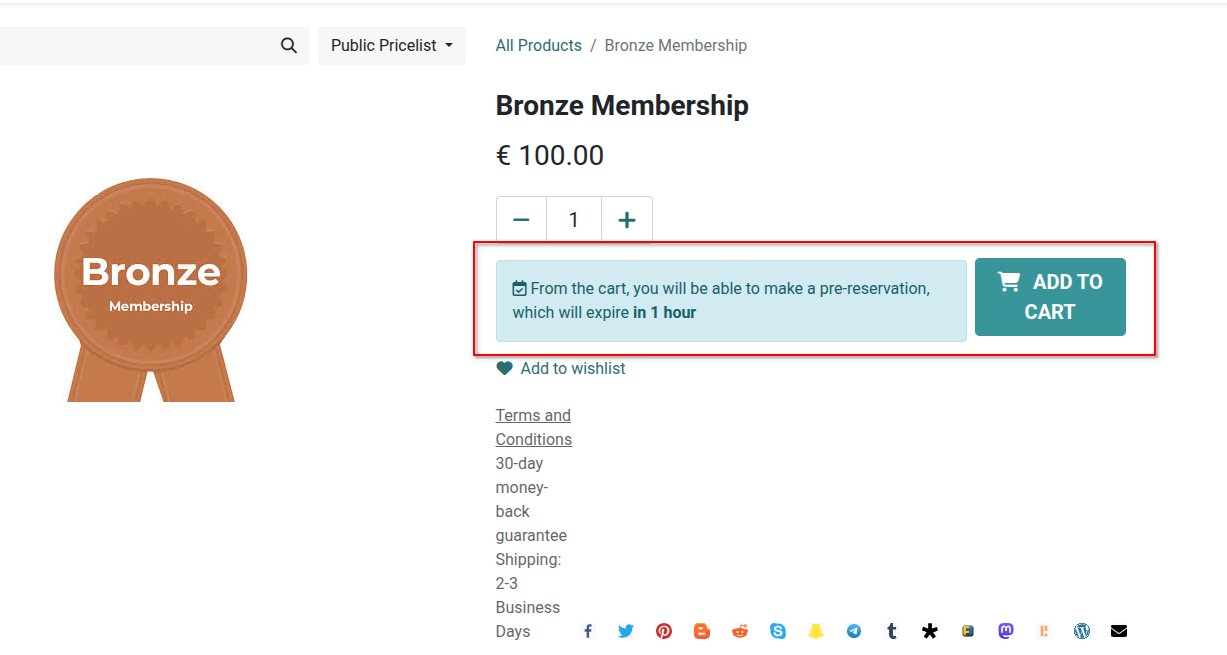 Public Pricelist
All Products / Bronze Membership
Bronze Membership
€ 100.00
1
Bronze
Membership
From the cart, you will be able to make a pre-reservation,
which will expire in 1 hour
ADD TO
CART
Add to wishlist
Terms and
Conditions
30-day
money-
back
guarantee
Shipping:
2-3
Business
Days